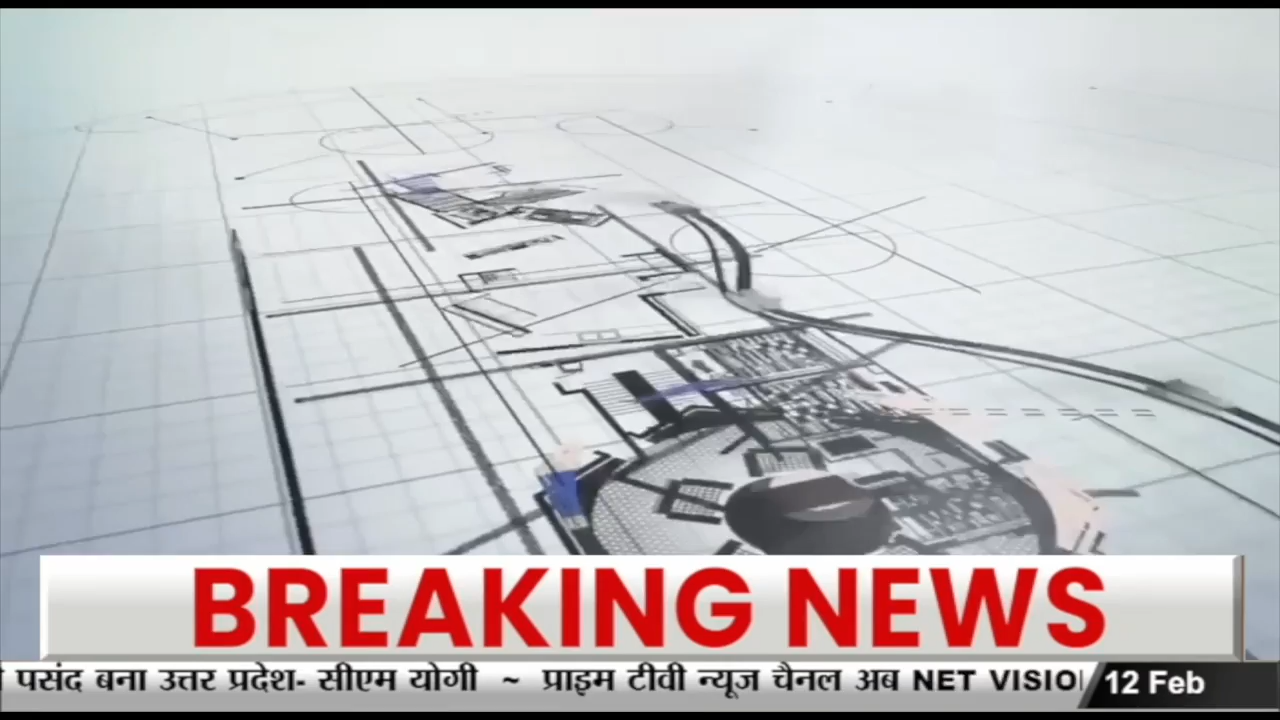 BREAKING NEWS
पसंद बना उत्तर प्रदेश- सीएम योगी ~ प्राइम टीवी न्यूज चैनल अब NET VISIO
12 Feb